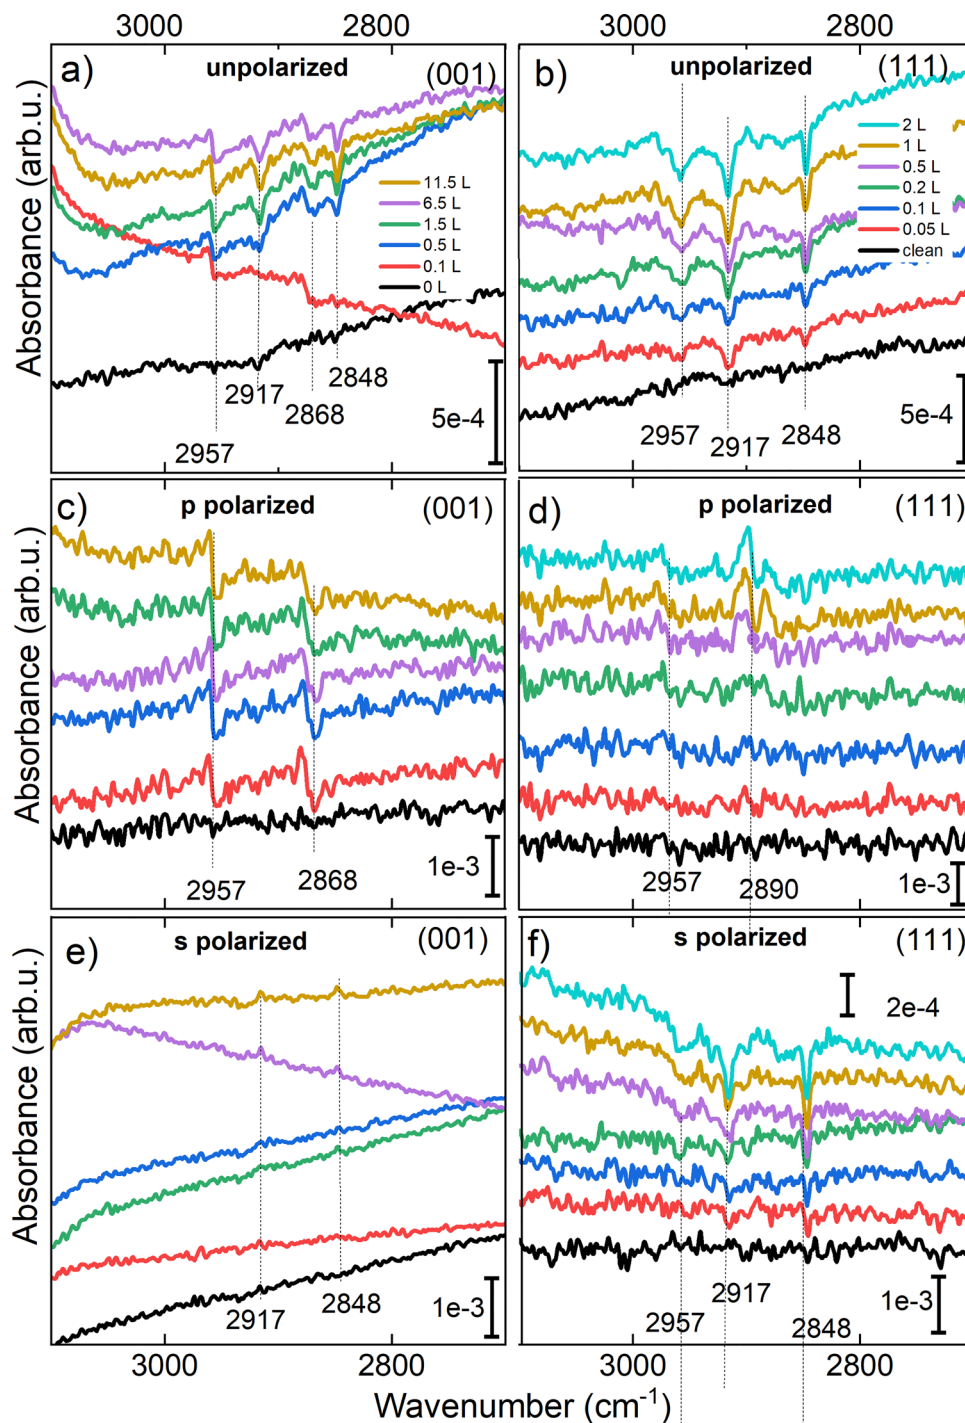 3000 2800 3000 2800
a) unpolarized (001)
11.5 L
6.5 L
1.5 L
0.5 L
0.1 L
0 L
2917
2848
2868
2957
5e-4
Absorbance (arb.u.)
b) unpolarized (111)
2 L
1 L
0.5 L
0.2 L
0.1 L
0.05 L
clean
2957
2848
2917
5e-4
c) p polarized (001)
2957
2868
1e-3
Absorbance (arb.u.)
d) p polarized (111)
2957
2890
1e-3
e) s polarized (001)
2917
2848
1e-3
Absorbance (arb.u.)
f) s polarized (111)
2e-4
2917
2957
2848
1e-3
3000 2800 3000 2800
Wavenumber (cm⁻¹)